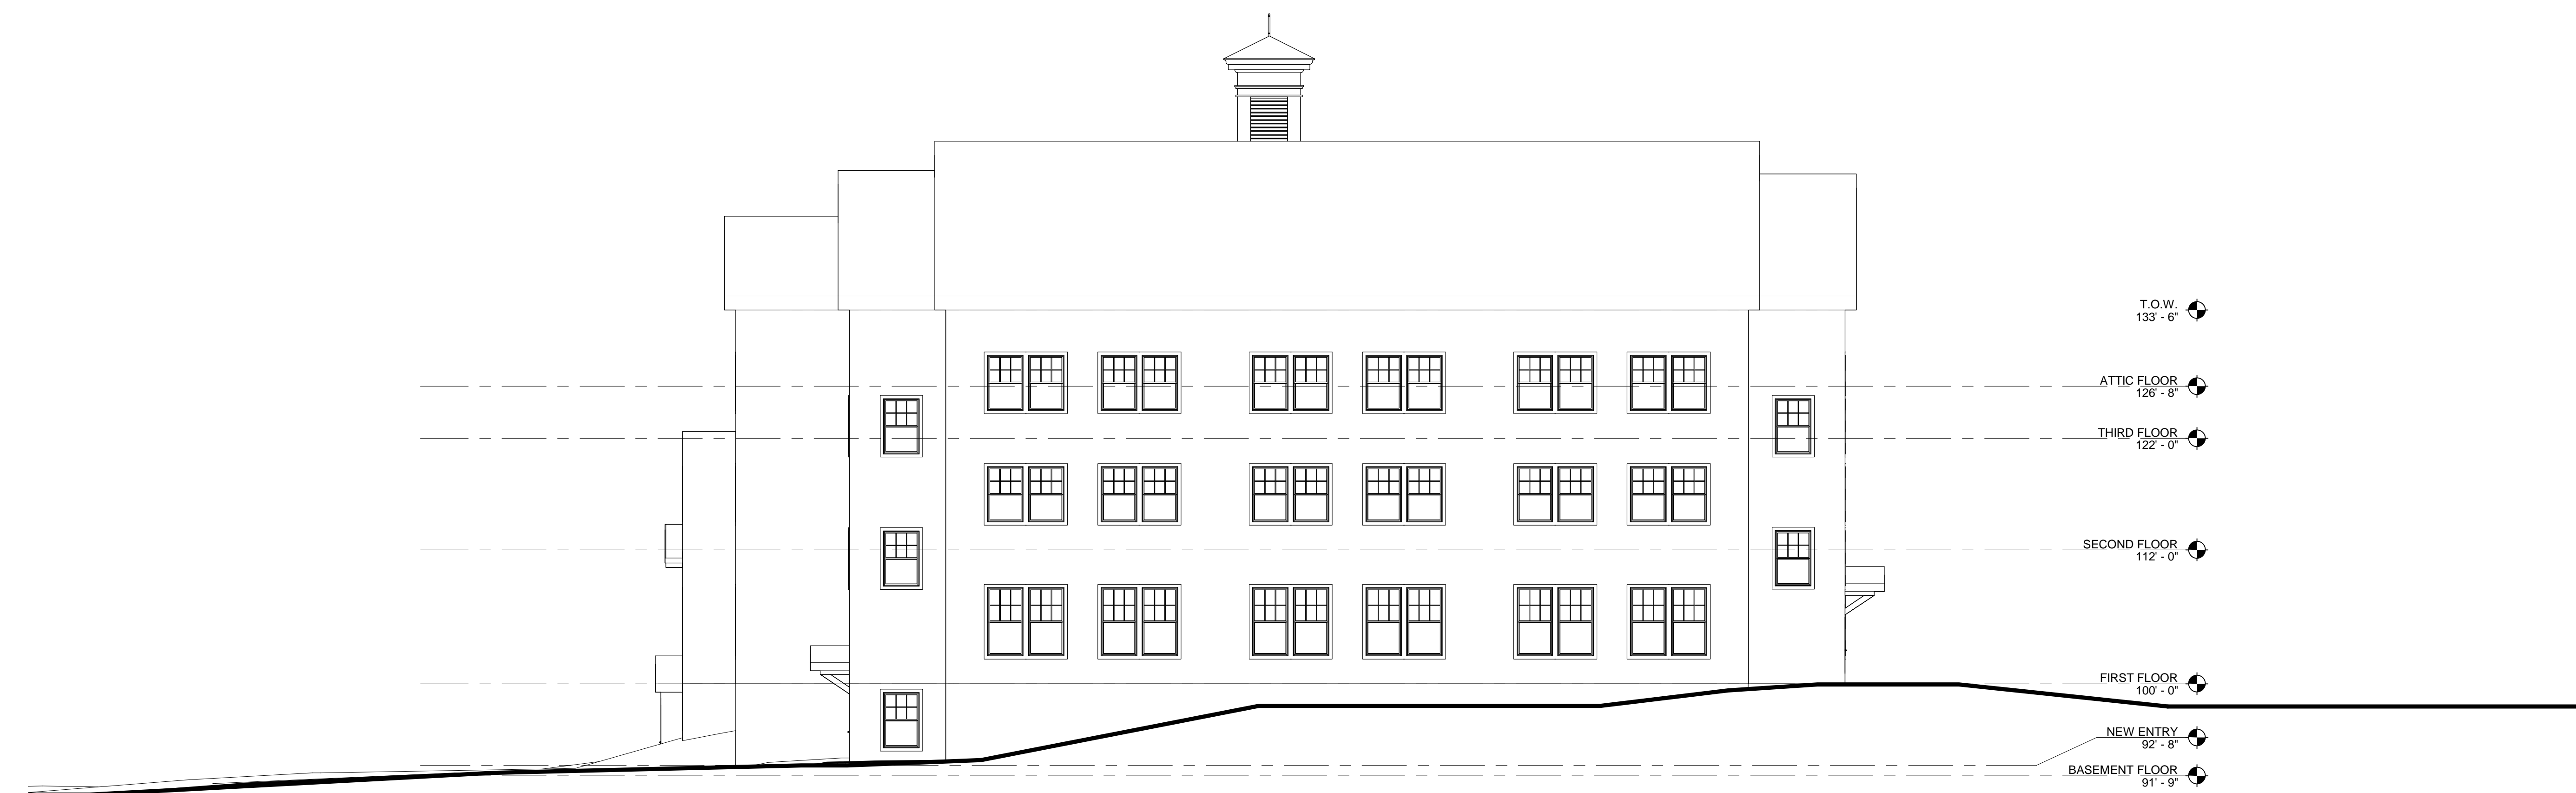 T.O.W.
133' - 6"
ATTIC FLOOR
126' - 8"
THIRD FLOOR
122' - 0"
SECOND FLOOR
112' - 0"
FIRST FLOOR
100' - 0"
NEW ENTRY
92' - 8"
BASEMENT FLOOR
91' - 9"